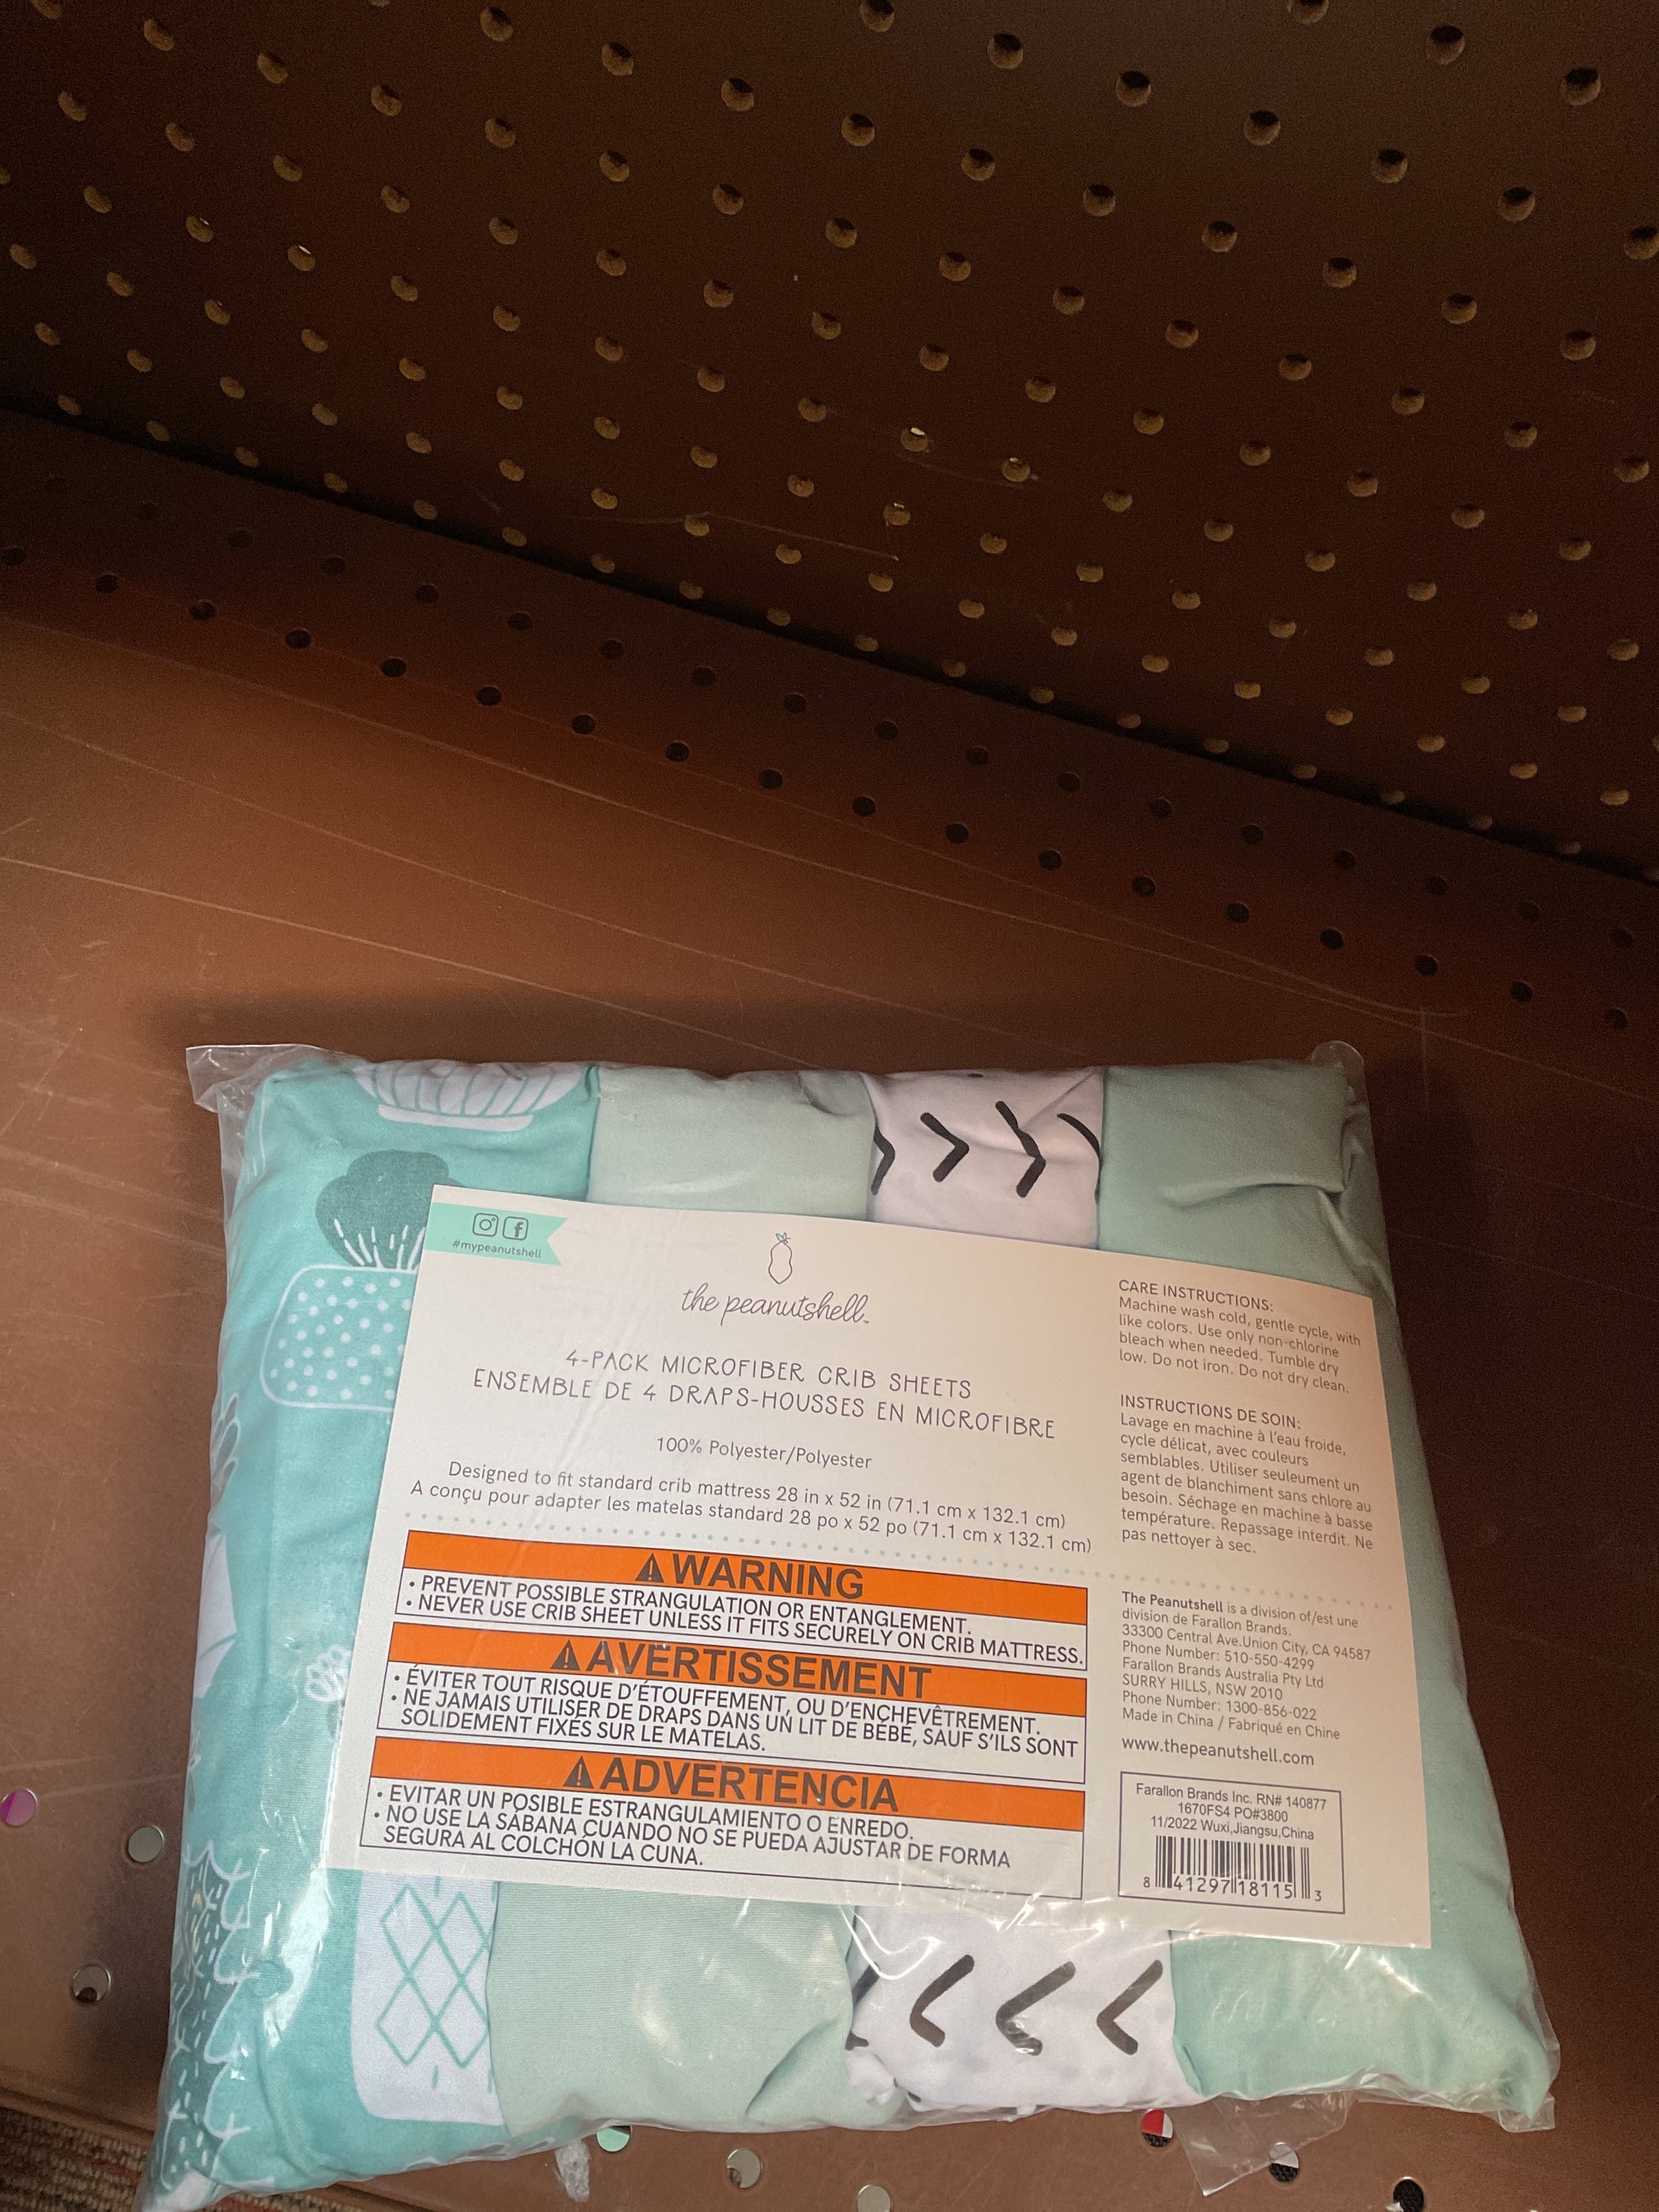 #mypeanutshell
the peanutshell™
4-PACK MICROFIBER CRIB SHEETS
ENSEMBLE DE 4 DRAPS-HOUSSES EN MICROFIBRE
100% Polyester/Polyester
Designed to fit standard crib mattress 28 in x 52 in (71.1 cm x 132.1 cm)
A conçu pour adapter les matelas standard 28 po x 52 po (71.1 cm x 132.1 cm)
⚠WARNING
• PREVENT POSSIBLE STRANGULATION OR ENTANGLEMENT.
• NEVER USE CRIB SHEET UNLESS IT FITS SECURELY ON CRIB MATTRESS.
⚠AVERTISSEMENT
• ÉVITER TOUT RISQUE D'ÉTOUFFEMENT, OU D'ENCHEVÊTREMENT.
• NE JAMAIS UTILISER DE DRAPS DANS UN LIT DE BÉBÉ, SAUF S'ILS SONT
SOLIDEMENT FIXÉS SUR LE MATELAS.
⚠ADVERTENCIA
• EVITAR UN POSIBLE ESTRANGULAMIENTO O ENREDO.
• NO USE LA SÁBANA CUANDO NO SE PUEDA AJUSTAR DE FORMA
SEGURA AL COLCHÓN LA CUNA.
CARE INSTRUCTIONS:
Machine wash cold, gentle cycle, with
like colors. Use only non-chlorine
bleach when needed. Tumble dry
low. Do not iron. Do not dry clean.
INSTRUCTIONS DE SOIN:
Lavage en machine à l'eau froide,
cycle délicat, avec couleurs
semblables. Utiliser seuleument un
agent de blanchiment sans chlore au
besoin. Séchage en machine à basse
température. Repassage interdit. Ne
pas nettoyer à sec.
The Peanutshell is a division of/est une
division de Farallon Brands.
33300 Central Ave.Union City, CA 94587
Phone Number: 510-550-4299
Farallon Brands Australia Pty Ltd
SURRY HILLS, NSW 2010
Phone Number: 1300-856-022
Made in China / Fabriqué en Chine
www.thepeanutshell.com
Farallon Brands Inc. RN# 140877
1670FS4 PO#3800
11/2022 Wuxi,Jiangsu,China
8 41297 18115 3